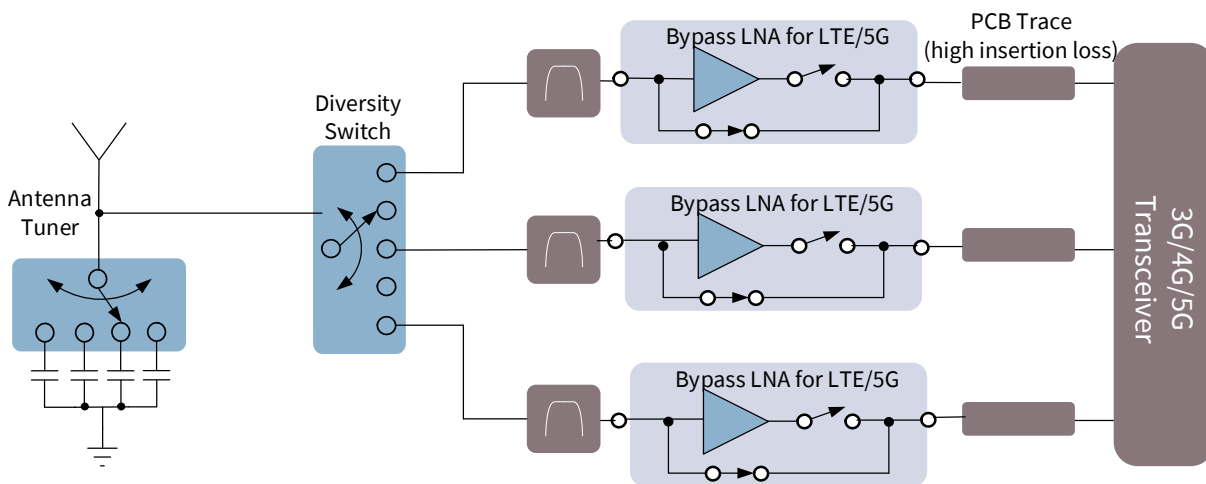 Bypass LNA for LTE/5G
PCB Trace
(high insertion loss)
Diversity
Switch
Antenna
Tuner
Bypass LNA for LTE/5G
3G/4G/5G
Transceiver
Bypass LNA for LTE/5G